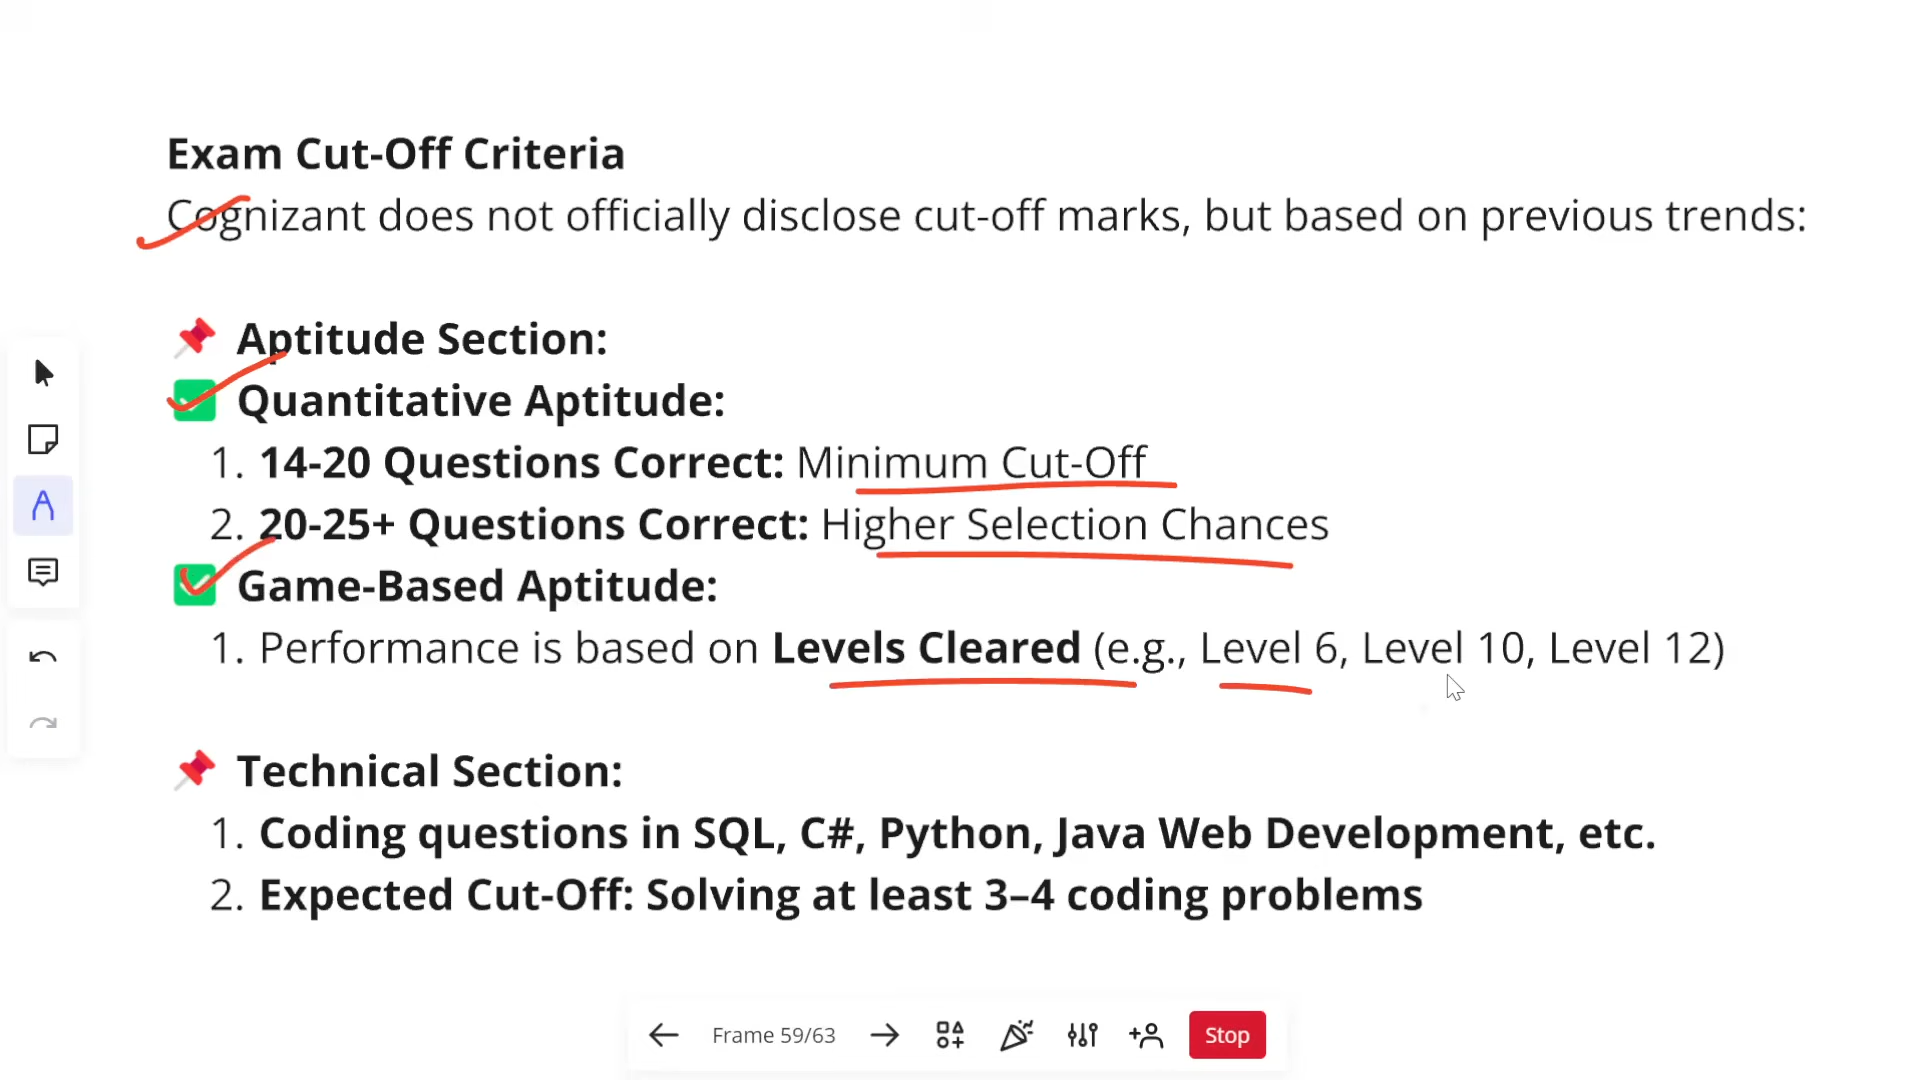 Exam Cut-Off Criteria
Cognizant does not officially disclose cut-off marks, but based on previous trends:
Aptitude Section:
Quantitative Aptitude:
1. 14-20 Questions Correct: Minimum Cut-Off
2. 20-25+ Questions Correct: Higher Selection Chances
Game-Based Aptitude:
1. Performance is based on Levels Cleared (e.g., Level 6, Level 10, Level 12)
Technical Section:
1. Coding questions in SQL, C#, Python, Java Web Development, etc.
2. Expected Cut-Off: Solving at least 3–4 coding problems
Frame 59/63
Stop